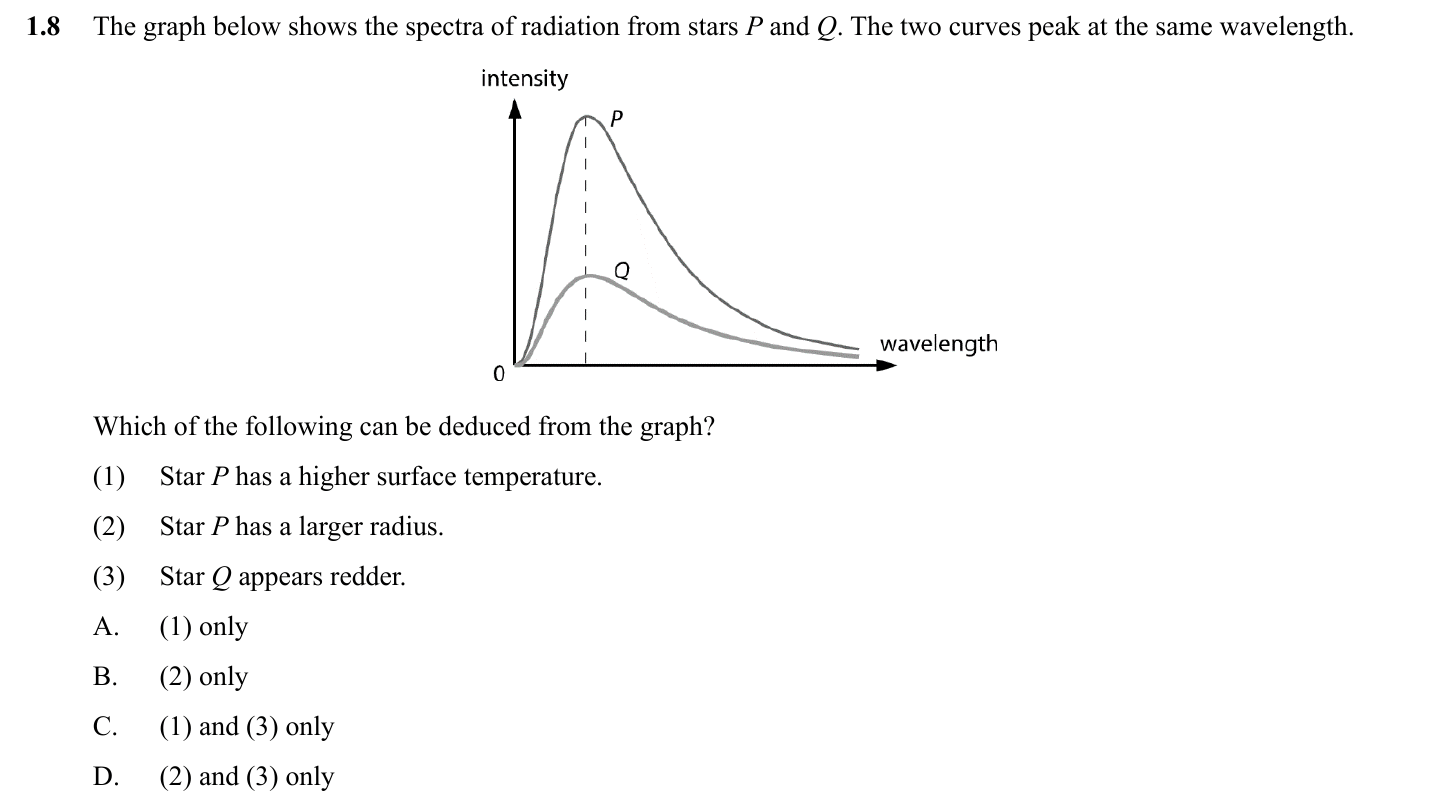 1.8 The graph below shows the spectra of radiation from stars P and Q. The two curves peak at the same wavelength.
intensity
P
Q
wavelength
0
Which of the following can be deduced from the graph?
(1) Star P has a higher surface temperature.
(2) Star P has a larger radius.
(3) Star Q appears redder.
A. (1) only
B. (2) only
C. (1) and (3) only
D. (2) and (3) only